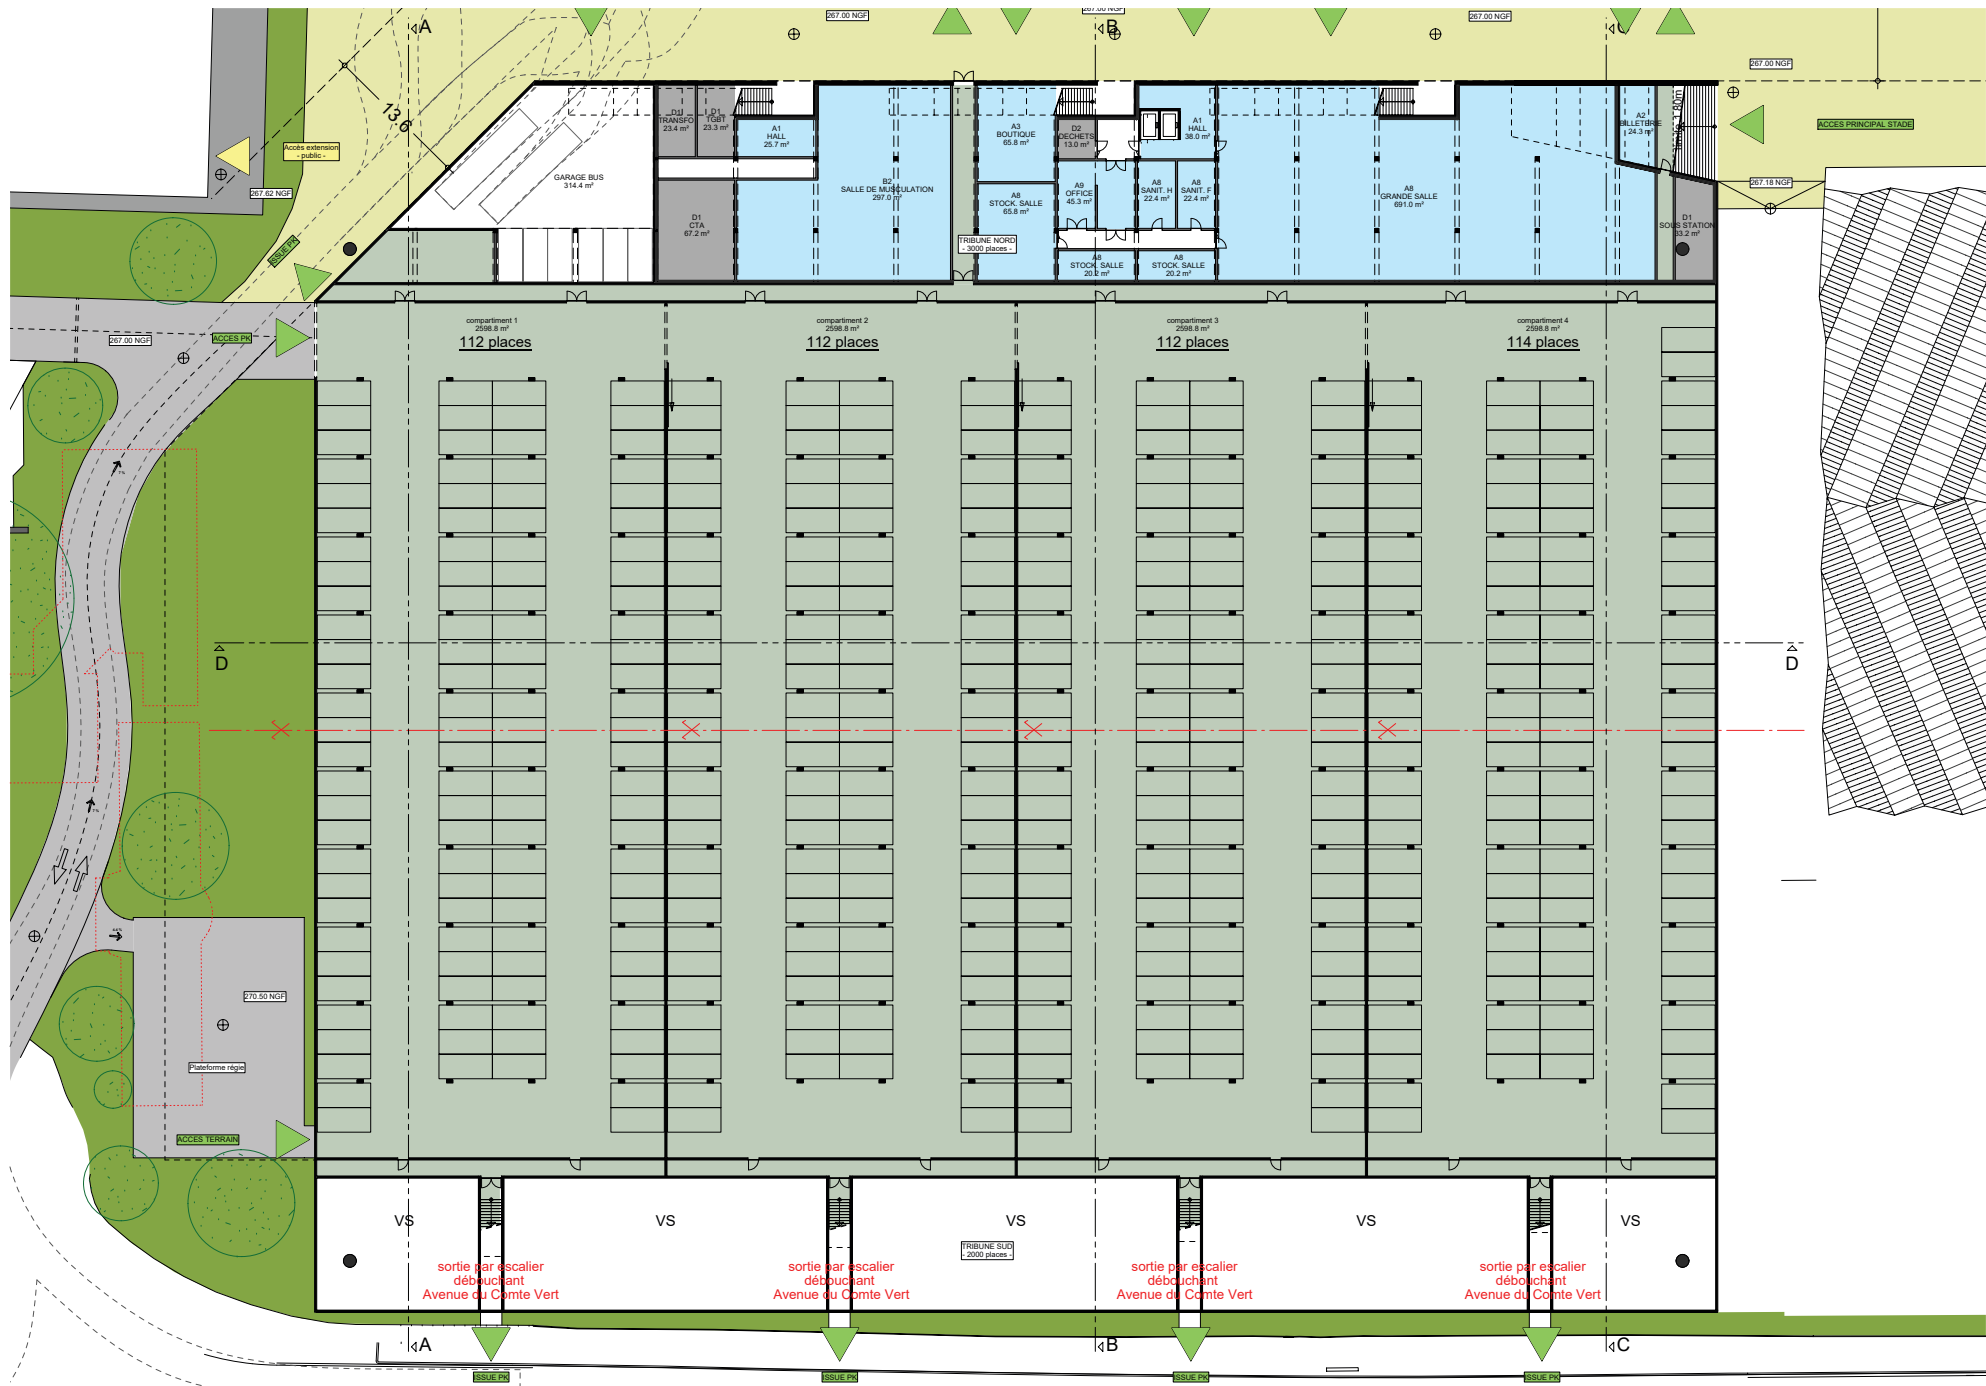 267.00 NGF
267.00 NGF
267.00 NGF
A
B
C
267.00 NGF
13.6
Accès extension
- public -
267.62 NGF
ISSUE PK
GARAGE BUS
314.4 m²
D1
TRANSFO
23.4 m²
D1
TGBT
23.3 m²
A1
HALL
25.7 m²
D1
CTA
67.2 m²
B2
SALLE DE MUSCULATION
297.0 m²
A3
BOUTIQUE
65.8 m²
A8
STOCK. SALLE
65.8 m²
D2
DECHETS
13.0 m²
A9
OFFICE
45.3 m²
A1
HALL
38.0 m²
A8
SANIT. H
22.4 m²
A8
SANIT. F
22.4 m²
TRIBUNE NORD
- 3000 places -
A8
STOCK. SALLE
20.2 m²
A8
STOCK. SALLE
20.2 m²
A8
GRANDE SALLE
691.0 m²
A2
BILLETERIE
24.3 m²
1.80m
ACCES PRINCIPAL STADE
267.18 NGF
D1
SOUS STATION
33.2 m²
267.00 NGF
ACCES PK
compartiment 1
2598.8 m²
112 places
compartiment 2
2598.8 m²
112 places
compartiment 3
2598.8 m²
112 places
compartiment 4
2598.8 m²
114 places
D
D
270.50 NGF
Plateforme régie
ACCES TERRAIN
VS
VS
VS
VS
VS
TRIBUNE SUD
- 2000 places -
sortie par escalier
débouchant
Avenue du Comte Vert
sortie par escalier
débouchant
Avenue du Comte Vert
sortie par escalier
débouchant
Avenue du Comte Vert
sortie par escalier
débouchant
Avenue du Comte Vert
A
B
C
ISSUE PK
ISSUE PK
ISSUE PK
ISSUE PK